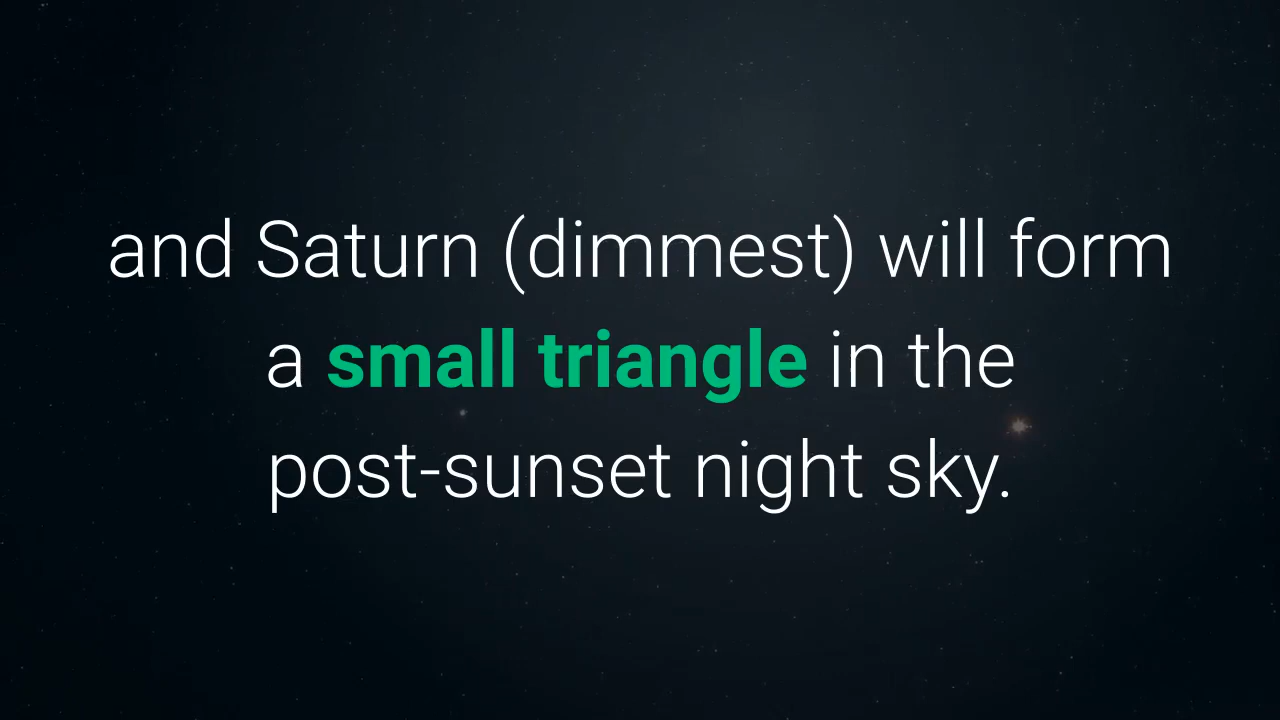 and Saturn (dimmest) will form
a small triangle in the
post-sunset night sky.